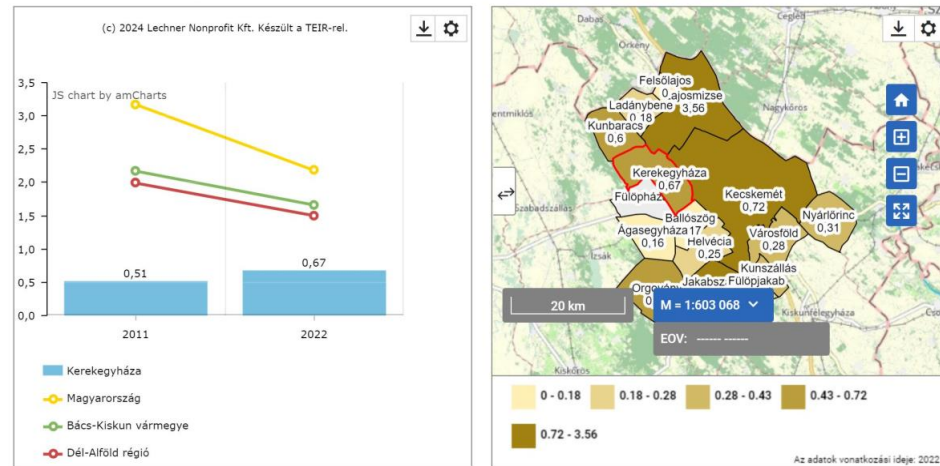 (c) 2024 Lechner Nonprofit Kft. Készült a TEIR-rel.
JS chart by amCharts
3,5
3,0
2,5
2,0
1,5
1,0
0,5
0,0
0,51
0,67
2011
2022
Kerekegyháza
Magyarország
Bács-Kiskun vármegye
Dél-Alföld régió
Dabas
Cegléd
Örkény
Felsőlajos
0
Lajosmizse
3,56
Ladánybene
0,18
Kunbaracs
0,6
Nagykőrös
Kerekegyháza
0,67
Kecskemét
0,72
Fülöpház
Szabadszállás
Ballószög
17
Ágasegyháza
0,16
Helvécia
0,25
Városföld
0,28
Nyárlőrinc
0,31
Izsák
Kunszállás
Jakabsz
Fülöpjakab
20 km
M = 1:603 068
Kiskunfélegyháza
EOV: ------ ------
Kiskőrös
0 - 0.18
0.18 - 0.28
0.28 - 0.43
0.43 - 0.72
0.72 - 3.56
Az adatok vonatkozási ideje: 2022